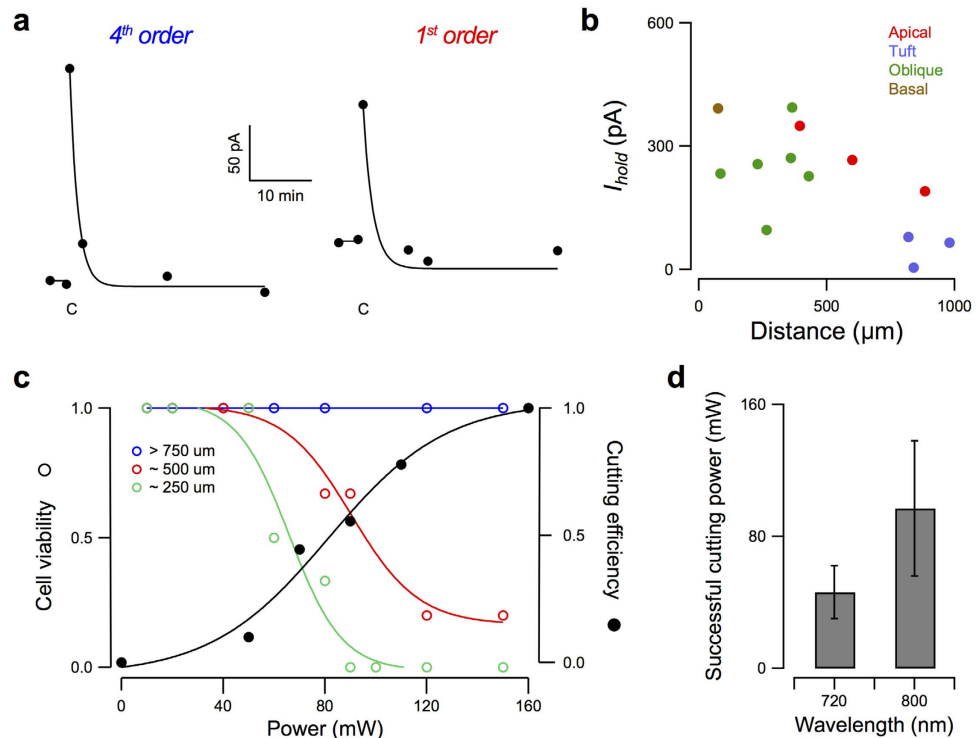 a
4th order
1st order
50 pA
10 min
C
C
b
600
300
0
I hold (pA)
Apical
Tuft
Oblique
Basal
0
500
1000
Distance (µm)
c
1.0
0.5
0.0
Cell viability
> 750 um
~ 500 um
~ 250 um
1.0
0.5
0.0
Cutting efficiency
0
40
80
120
160
Power (mW)
d
160
80
0
Successful cutting power (mW)
720
800
Wavelength (nm)